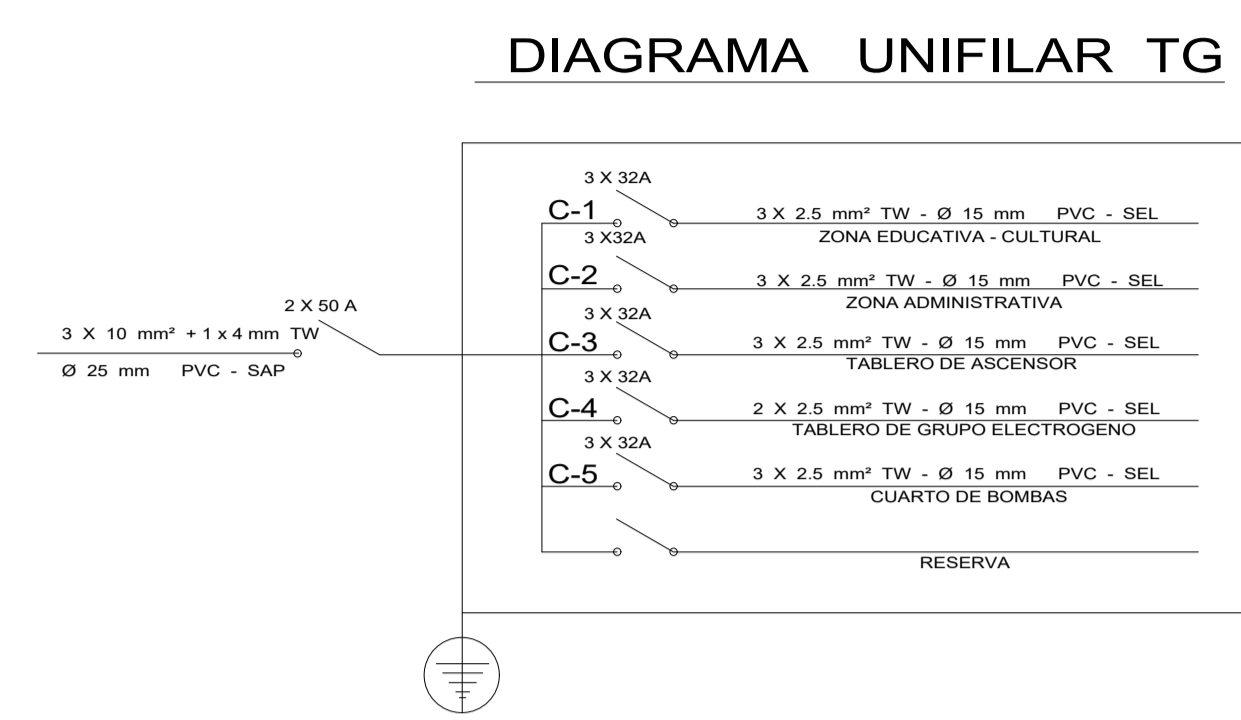 DIAGRAMA UNIFILAR TG
3 X 32A
C-1
3 X 2.5 mm² TW - Ø 15 mm PVC - SEL
ZONA EDUCATIVA - CULTURAL
3 X32A
C-2
3 X 2.5 mm² TW - Ø 15 mm PVC - SEL
ZONA ADMINISTRATIVA
2 X 50 A
3 X 10 mm² + 1 x 4 mm TW
Ø 25 mm PVC - SAP
3 X 32A
C-3
3 X 2.5 mm² TW - Ø 15 mm PVC - SEL
TABLERO DE ASCENSOR
3 X 32A
C-4
2 X 2.5 mm² TW - Ø 15 mm PVC - SEL
TABLERO DE GRUPO ELECTROGENO
3 X 32A
C-5
3 X 2.5 mm² TW - Ø 15 mm PVC - SEL
CUARTO DE BOMBAS
RESERVA